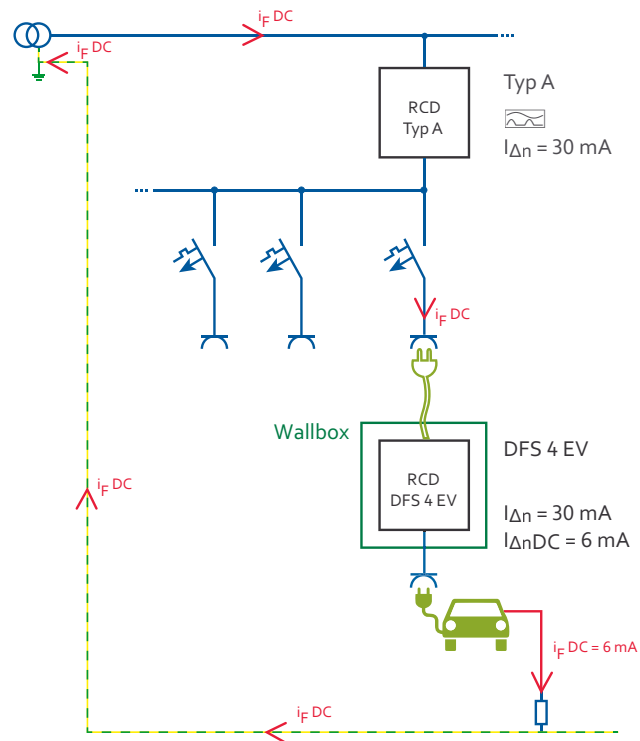 iF DC
iF DC
RCD
Typ A
Typ A
IΔn = 30 mA
iF DC
Wallbox
RCD
DFS 4 EV
DFS 4 EV
IΔn = 30 mA
IΔnDC = 6 mA
iF DC
iF DC = 6 mA
iF DC